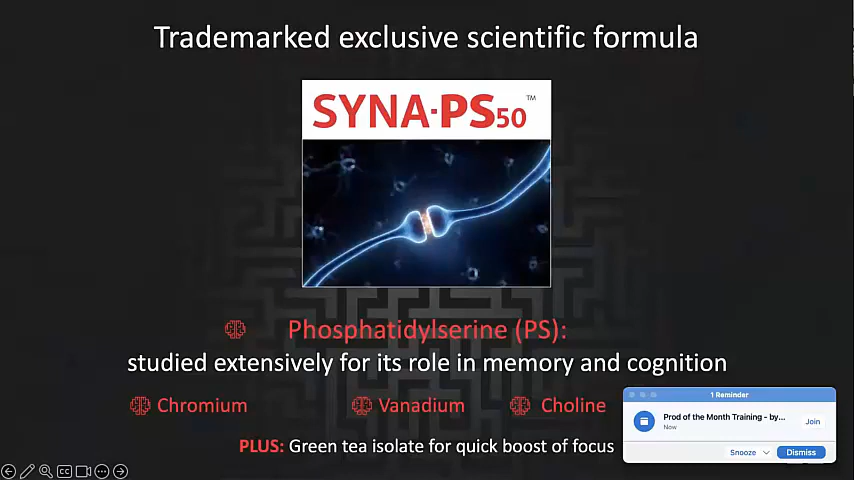 Trademarked exclusive scientific formula
SYNA-PS50™
Phosphatidylserine (PS):
studied extensively for its role in memory and cognition
Chromium Vanadium Choline
PLUS: Green tea isolate for quick boost of focus
1 Reminder
Prod of the Month Training - by...
Now
Join
Snooze
Dismiss
CC